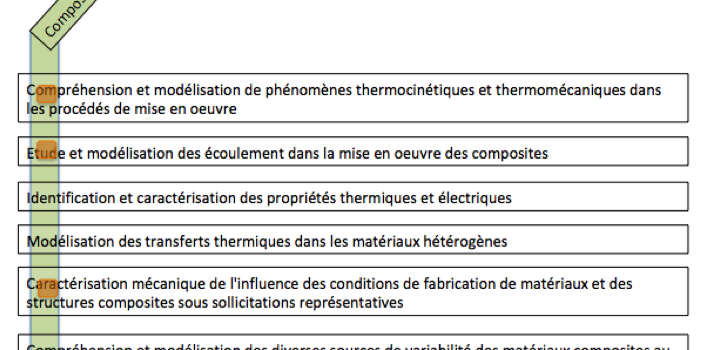 Compos
Compréhension et modélisation de phénomènes thermocinétiques et thermomécaniques dans
les procédés de mise en oeuvre
Etude et modélisation des écoulement dans la mise en oeuvre des composites
Identification et caractérisation des propriétés thermiques et électriques
Modélisation des transferts thermiques dans les matériaux hétérogènes
Caractérisation mécanique de l'influence des conditions de fabrication de matériaux et des
structures composites sous sollicitations représentatives
Compréhension et modélisation des diverses sources de variabilité des matériaux composites au